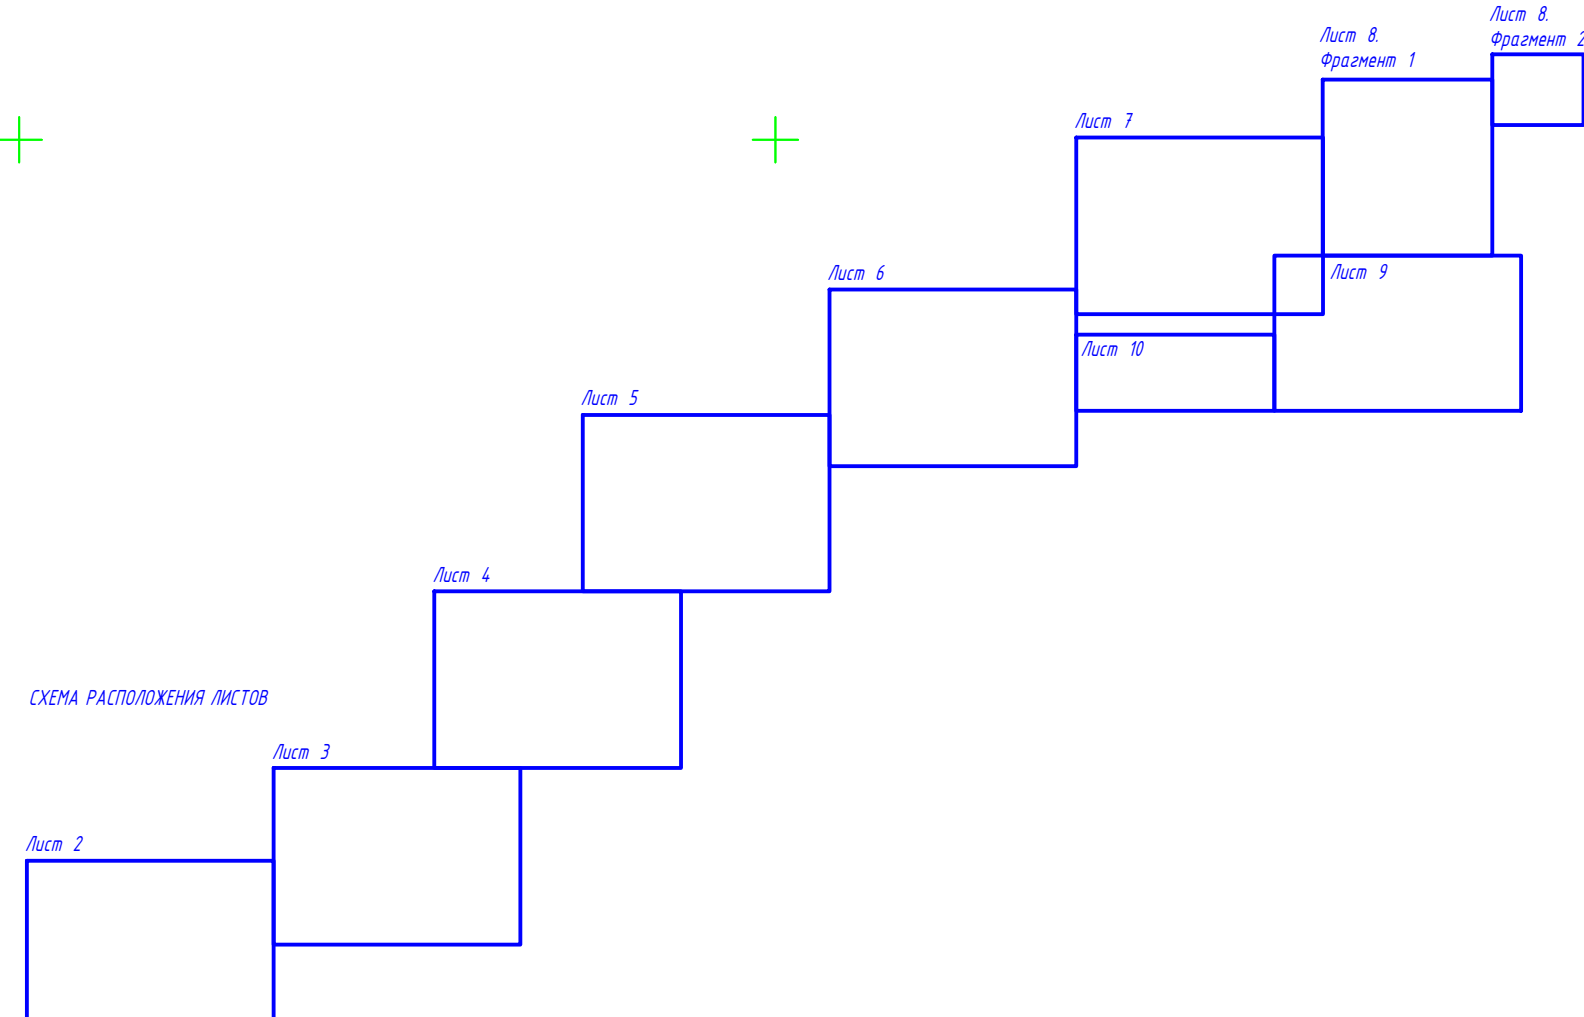 Лист 8.
Фрагмент 2
Лист 8.
Фрагмент 1
Лист 7
Лист 6
Лист 9
Лист 10
Лист 5
Лист 4
СХЕМА РАСПОЛОЖЕНИЯ ЛИСТОВ
Лист 3
Лист 2